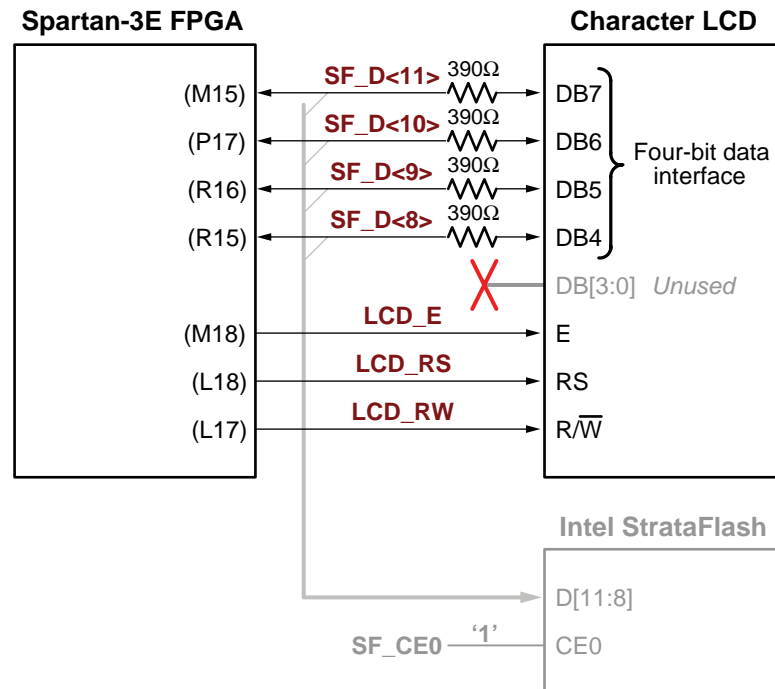 Spartan-3E FPGA
Character LCD
(M15) SF_D<11> 390Ω DB7
(P17) SF_D<10> 390Ω DB6
(R16) SF_D<9> 390Ω DB5
(R15) SF_D<8> 390Ω DB4
Four-bit data
interface
DB[3:0] Unused
(M18) LCD_E E
(L18) LCD_RS RS
(L17) LCD_RW R/W̅
Intel StrataFlash
D[11:8]
SF_CE0 ‘1’ CE0